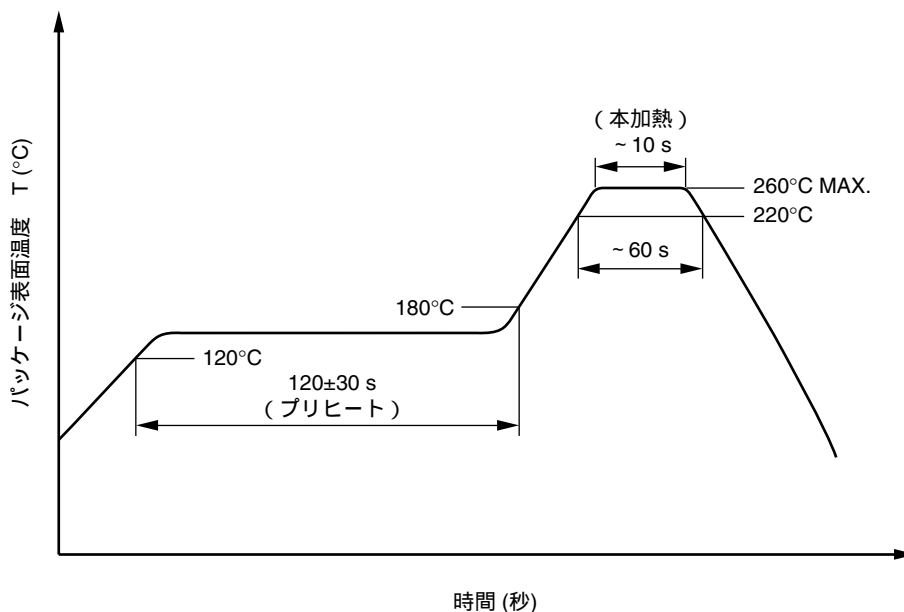 (本加熱)
~ 10 s
260°C MAX.
220°C
~ 60 s
180°C
120°C
120±30 s
(プリヒート)
パッケージ表面温度 T (°C)
時間 (秒)